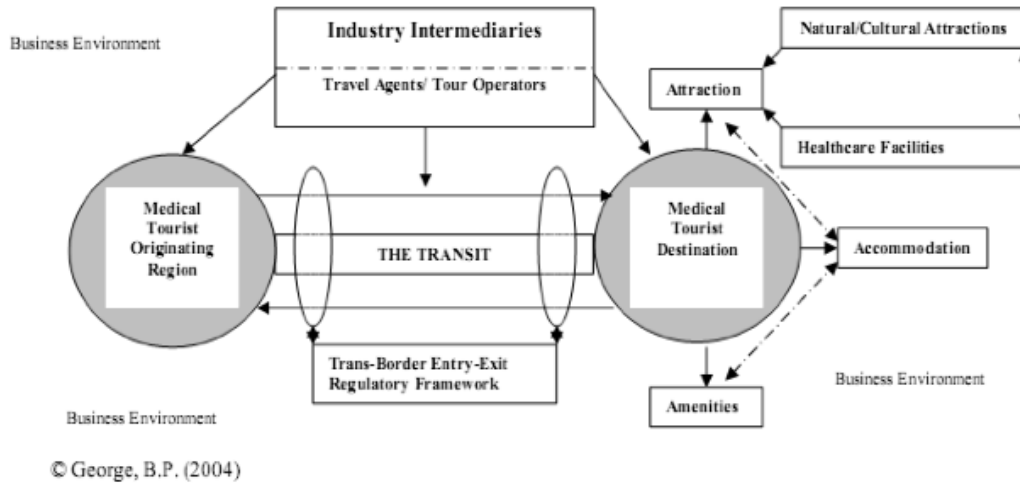 Business Environment
Industry Intermediaries
Travel Agents/ Tour Operators
Natural/Cultural Attractions
Attraction
Healthcare Facilities
Medical
Tourist
Originating
Region
THE TRANSIT
Medical
Tourist
Destination
Accommodation
Trans-Border Entry-Exit
Regulatory Framework
Amenities
Business Environment
Business Environment
© George, B.P. (2004)